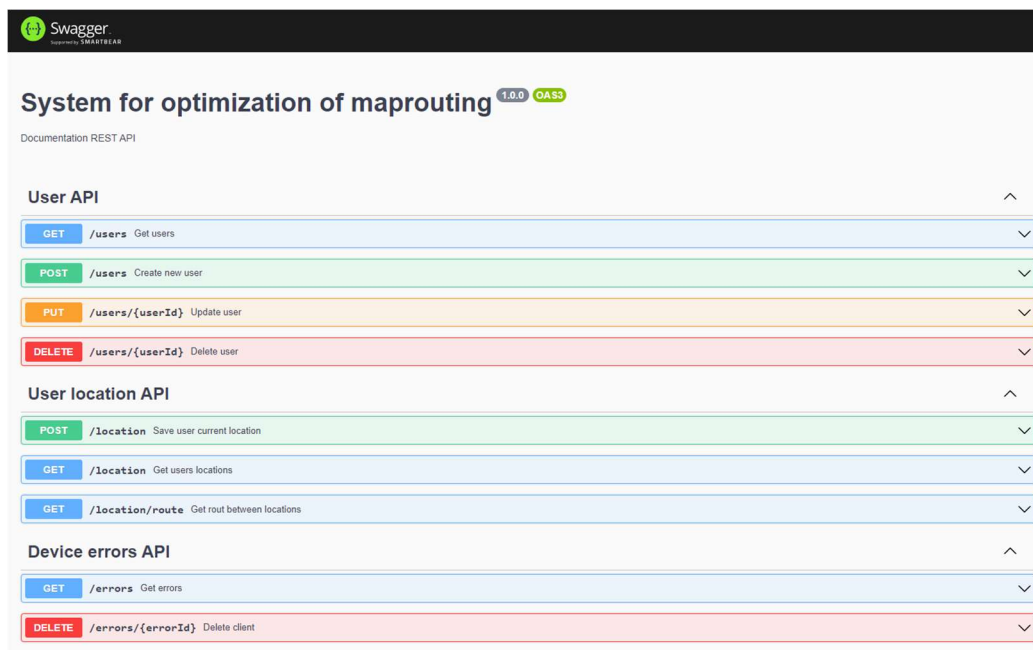 Swagger.
Supported by SMARTBEAR
System for optimization of maprouting 1.0.0 OAS3
Documentation REST API
User API
GET /users Get users
POST /users Create new user
PUT /users/{userId} Update user
DELETE /users/{userId} Delete user
User location API
POST /location Save user current location
GET /location Get users locations
GET /location/route Get rout between locations
Device errors API
GET /errors Get errors
DELETE /errors/{errorId} Delete client